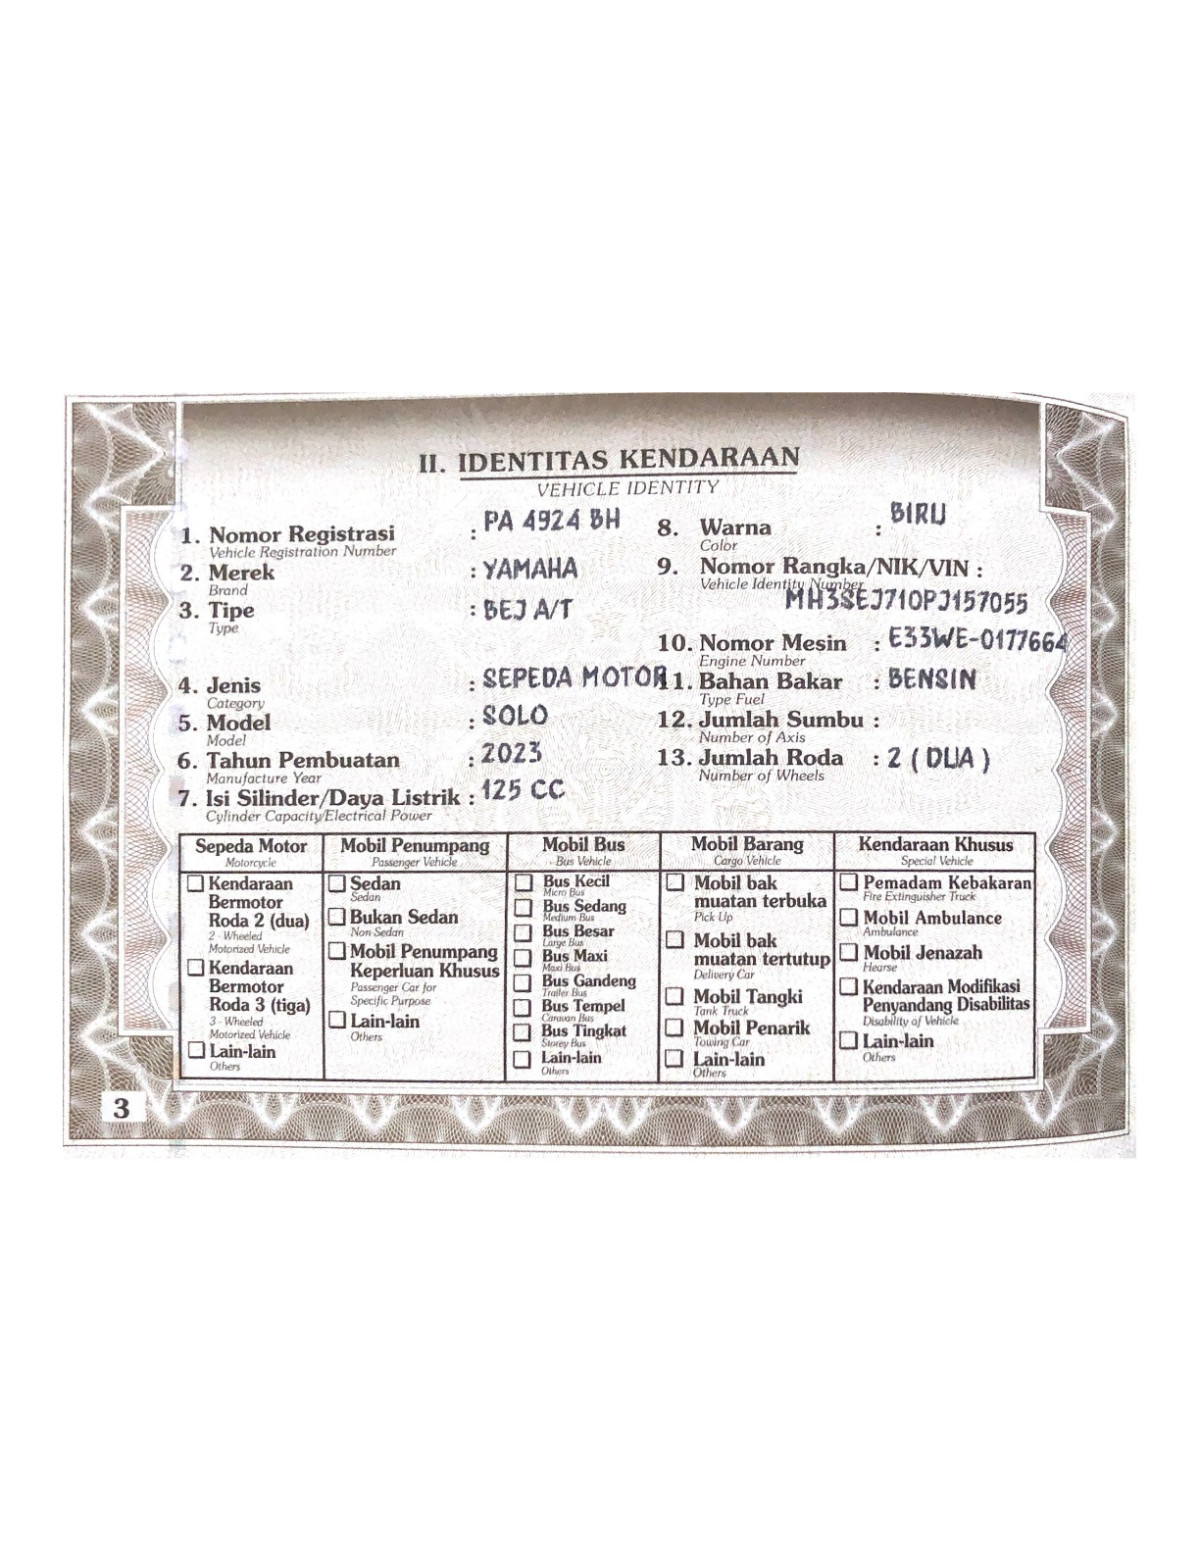 II. IDENTITAS KENDARAAN
VEHICLE IDENTITY
1. Nomor Registrasi : PA 4924 BH
Vehicle Registration Number
2. Merek : YAMAHA
Brand
3. Tipe : BEJ A/T
Type
4. Jenis : SEPEDA MOTOR
Category
5. Model : SOLO
Model
6. Tahun Pembuatan : 2023
Manufacture Year
7. Isi Silinder/Daya Listrik : 125 CC
Cylinder Capacity/Electrical Power
8. Warna : BIRU
Color
9. Nomor Rangka/NIK/VIN :
Vehicle Identity Number
MH3SEJ710PJ157055
10. Nomor Mesin : E33WE-0177664
Engine Number
11. Bahan Bakar : BENSIN
Type Fuel
12. Jumlah Sumbu :
Number of Axis
13. Jumlah Roda : 2 ( DUA )
Number of Wheels
Sepeda Motor
Motorcycle
Kendaraan
Bermotor
Roda 2 (dua)
2 - Wheeled
Motorized Vehicle
Kendaraan
Bermotor
Roda 3 (tiga)
3 - Wheeled
Motorized Vehicle
Lain-lain
Others
Mobil Penumpang
Passenger Vehicle
Sedan
Sedan
Bukan Sedan
Non Sedan
Mobil Penumpang
Keperluan Khusus
Passenger Car for
Specific Purpose
Lain-lain
Others
Mobil Bus
Bus Vehicle
Bus Kecil
Micro Bus
Bus Sedang
Medium Bus
Bus Besar
Large Bus
Bus Maxi
Maxi Bus
Bus Gandeng
Trailer Bus
Bus Tempel
Caravan Bus
Bus Tingkat
Storey Bus
Lain-lain
Others
Mobil Barang
Cargo Vehicle
Mobil bak
muatan terbuka
Pick Up
Mobil bak
muatan tertutup
Delivery Car
Mobil Tangki
Tank Truck
Mobil Penarik
Towing Car
Lain-lain
Others
Kendaraan Khusus
Special Vehicle
Pemadam Kebakaran
Fire Extinguisher Truck
Mobil Ambulance
Ambulance
Mobil Jenazah
Hearse
Kendaraan Modifikasi
Penyandang Disabilitas
Disability of Vehicle
Lain-lain
Others
3